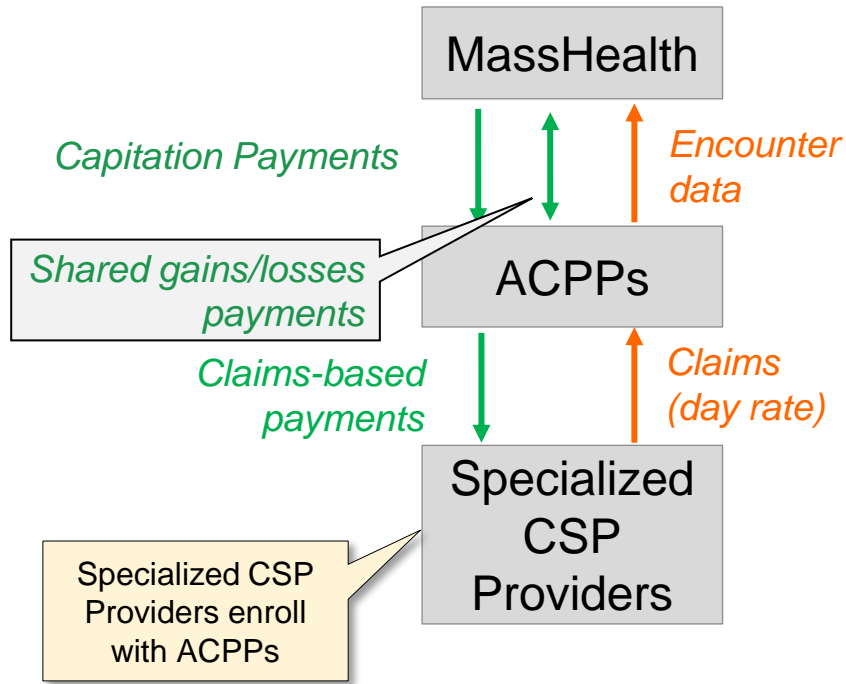 MassHealth
Capitation Payments
Encounter
data
Shared gains/losses
payments
ACPPs
Claims-based
payments
Claims
(day rate)
Specialized
CSP
Providers
Specialized CSP
Providers enroll
with ACPPs